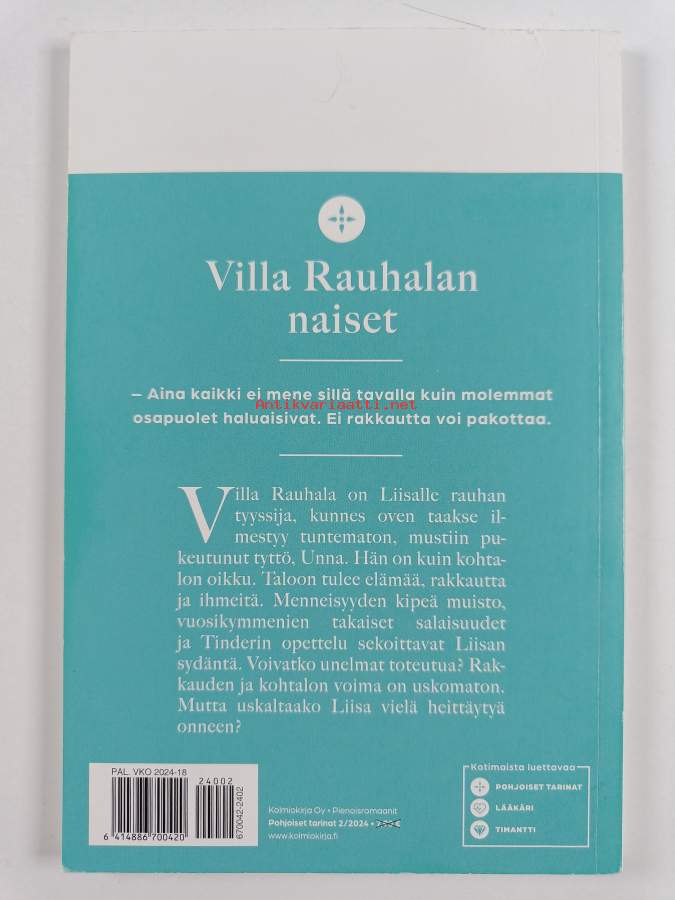 Villa Rauhalan
naiset
– Aina kaikki ei mene sillä tavalla kuin molemmat
Antikvariaatti.net
osapuolet haluaisivat. Ei rakkautta voi pakottaa.
Villa Rauhala on Liisalle rauhan
tyyssija, kunnes oven taakse il-
mestyy tuntematon, mustiin pu-
keutunut tyttö, Unna. Hän on kuin kohta-
lon oikku. Taloon tulee elämää, rakkautta
ja ihmeitä. Menneisyyden kipeä muisto,
vuosikymmenien takaiset salaisuudet
ja Tinderin opettelu sekoittavat Liisan
sydäntä. Voivatko unelmat toteutua? Rak-
kauden ja kohtalon voima on uskomaton.
Mutta uskaltaako Liisa vielä heittäytyä
onneen?
PAL. VKO 2024-18
24002
6 414886 700420
670042-2402
Kolmiokirja Oy • Pienoisromaanit
Pohjoiset tarinat 2/2024 •
www.kolmiokirja.fi
Kotimaista luettavaa
POHJOISET TARINAT
LÄÄKÄRI
TIMANTTI